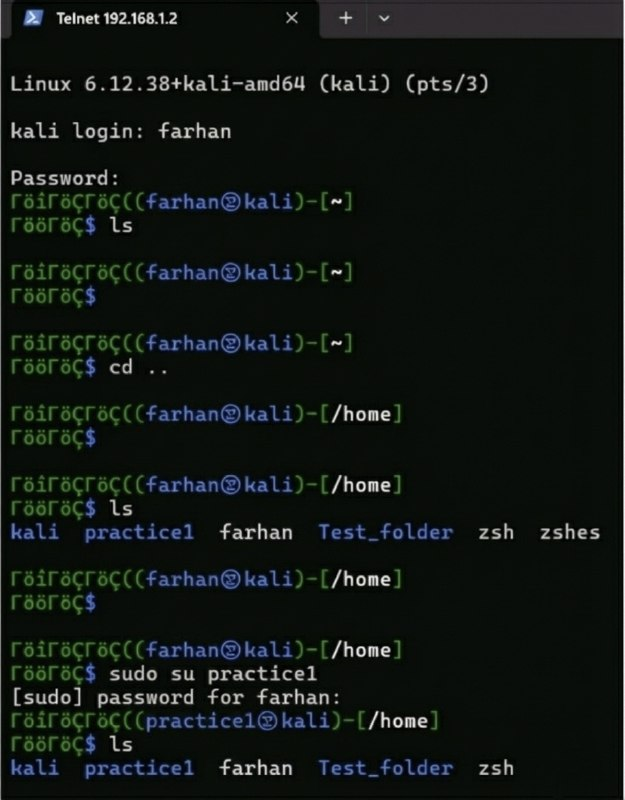 Telnet 192.168.1.2
Linux 6.12.38+kali-amd64 (kali) (pts/3)
kali login: farhan
Password:
ΓöîΓöÇΓöÇ((farhan㉿kali)-[~]
ΓööΓöÇ$ ls
ΓöîΓöÇΓöÇ((farhan㉿kali)-[~]
ΓööΓöÇ$
ΓöîΓöÇΓöÇ((farhan㉿kali)-[~]
ΓööΓöÇ$ cd ..
ΓöîΓöÇΓöÇ((farhan㉿kali)-[/home]
ΓööΓöÇ$
ΓöîΓöÇΓöÇ((farhan㉿kali)-[/home]
ΓööΓöÇ$ ls
kali practice1 farhan Test_folder zsh zshes
ΓöîΓöÇΓöÇ((farhan㉿kali)-[/home]
ΓööΓöÇ$
ΓöîΓöÇΓöÇ((farhan㉿kali)-[/home]
ΓööΓöÇ$ sudo su practice1
[sudo] password for farhan:
ΓöîΓöÇΓöÇ((practice1㉿kali)-[/home]
ΓööΓöÇ$ ls
kali practice1 farhan Test_folder zsh